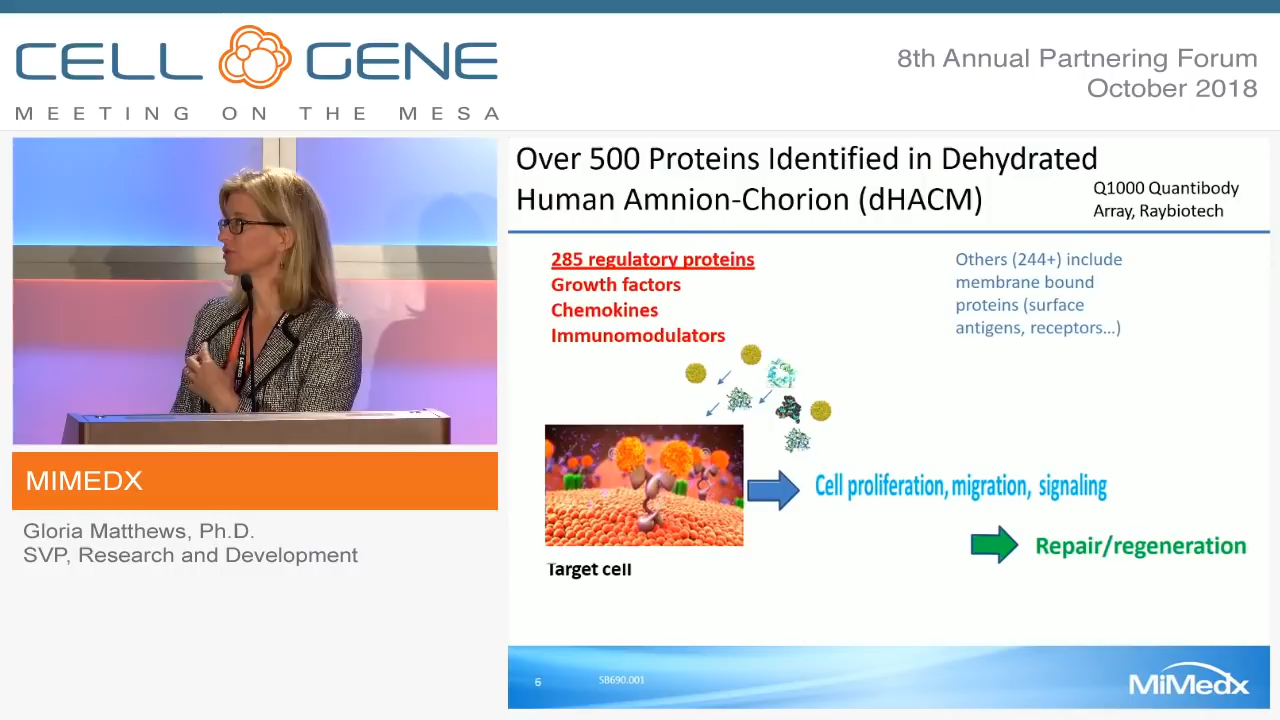 CELL GENE
MEETING ON THE MESA
8th Annual Partnering Forum
October 2018
Over 500 Proteins Identified in Dehydrated
Human Amnion-Chorion (dHACM)
Q1000 Quantibody
Array, Raybiotech
285 regulatory proteins
Growth factors
Chemokines
Immunomodulators
Others (244+) include
membrane bound
proteins (surface
antigens, receptors...)
Cell proliferation, migration, signaling
Repair/regeneration
Target cell
MIMEDX
Gloria Matthews, Ph.D.
SVP, Research and Development
6
SB690.001
MiMedx